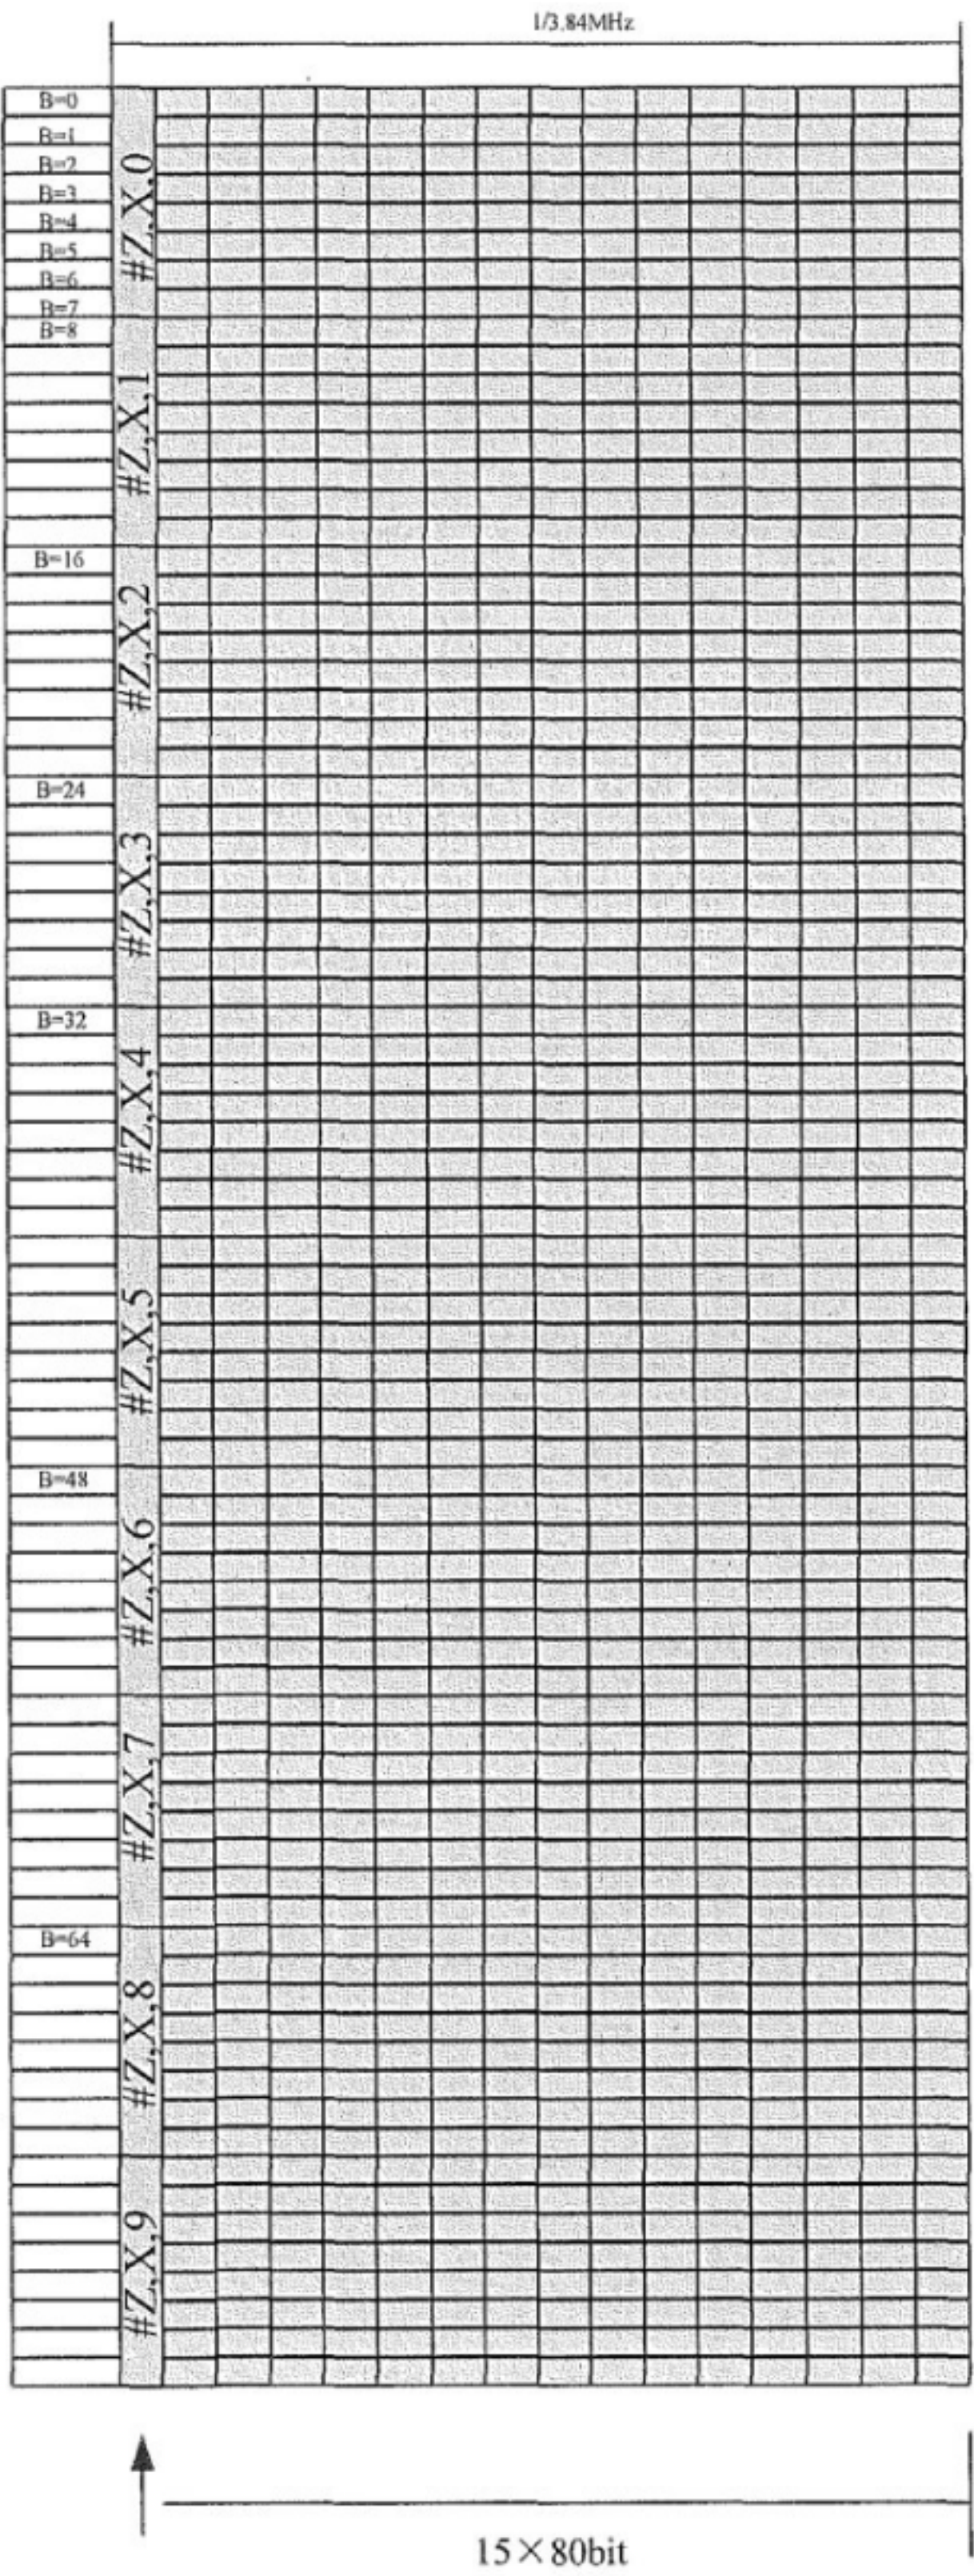 1/3.84MHz
B=0
B=1
B=2
B=3
B=4
B=5
B=6
B=7
B=8
B=16
B=24
B=32
B=48
B=64
#Z,X,0
#Z,X,1
#Z,X,2
#Z,X,3
#Z,X,4
#Z,X,5
#Z,X,6
#Z,X,7
#Z,X,8
#Z,X,9
15×80bit